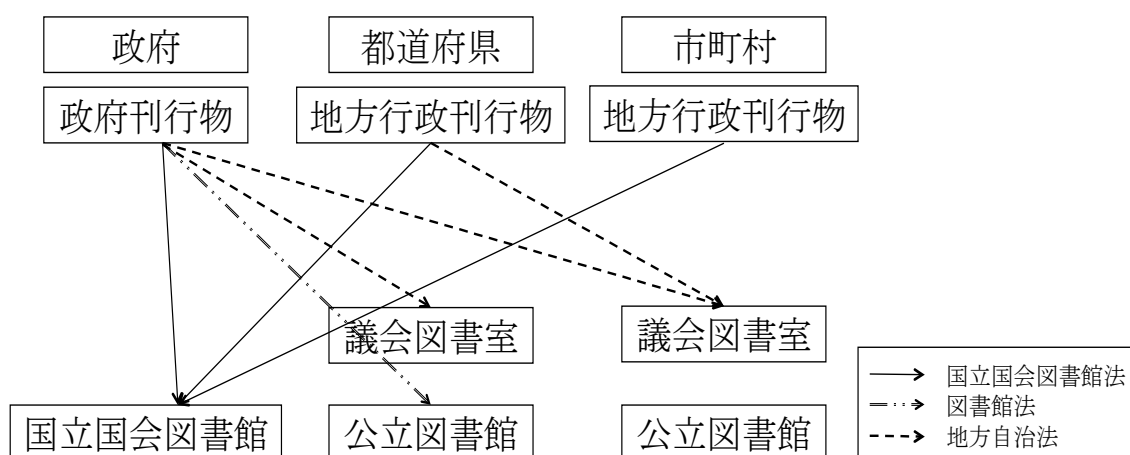 政府
都道府県
市町村
政府刊行物
地方行政刊行物
地方行政刊行物
議会図書室
議会図書室
国立国会図書館
公立図書館
公立図書館
国立国会図書館法
図書館法
地方自治法